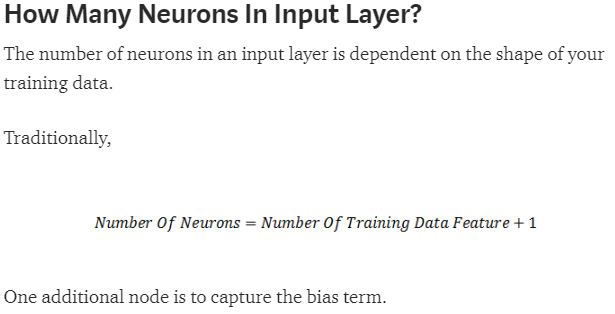 How Many Neurons In Input Layer?
The number of neurons in an input layer is dependent on the shape of your
training data.
Traditionally,
Number Of Neurons = Number Of Training Data Feature + 1
One additional node is to capture the bias term.